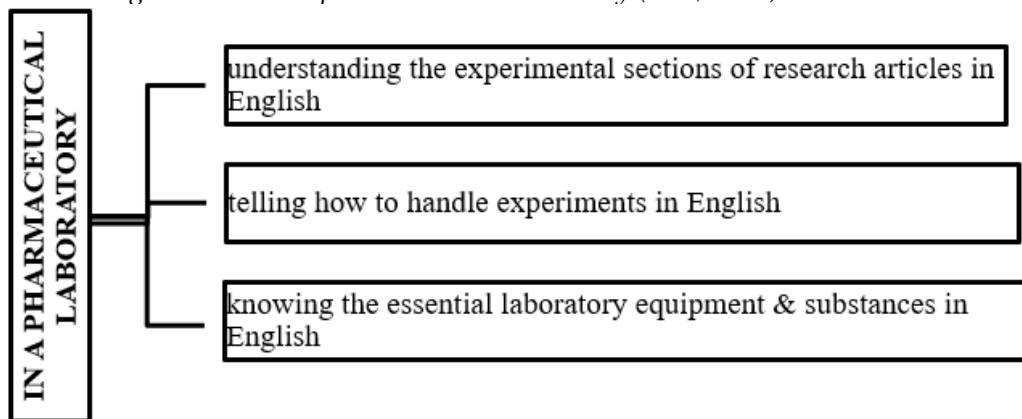 IN A PHARMACEUTICAL
LABORATORY
understanding the experimental sections of research articles in
English
telling how to handle experiments in English
knowing the essential laboratory equipment & substances in
English